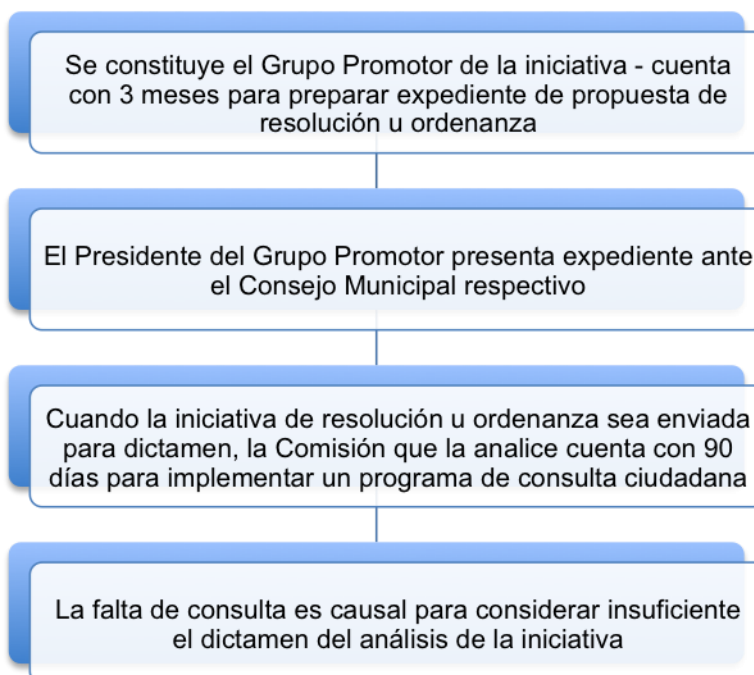 Se constituye el Grupo Promotor de la iniciativa - cuenta
con 3 meses para preparar expediente de propuesta de
resolución u ordenanza
El Presidente del Grupo Promotor presenta expediente ante
el Consejo Municipal respectivo
Cuando la iniciativa de resolución u ordenanza sea enviada
para dictamen, la Comisión que la analice cuenta con 90
días para implementar un programa de consulta ciudadana
La falta de consulta es causal para considerar insuficiente
el dictamen del análisis de la iniciativa